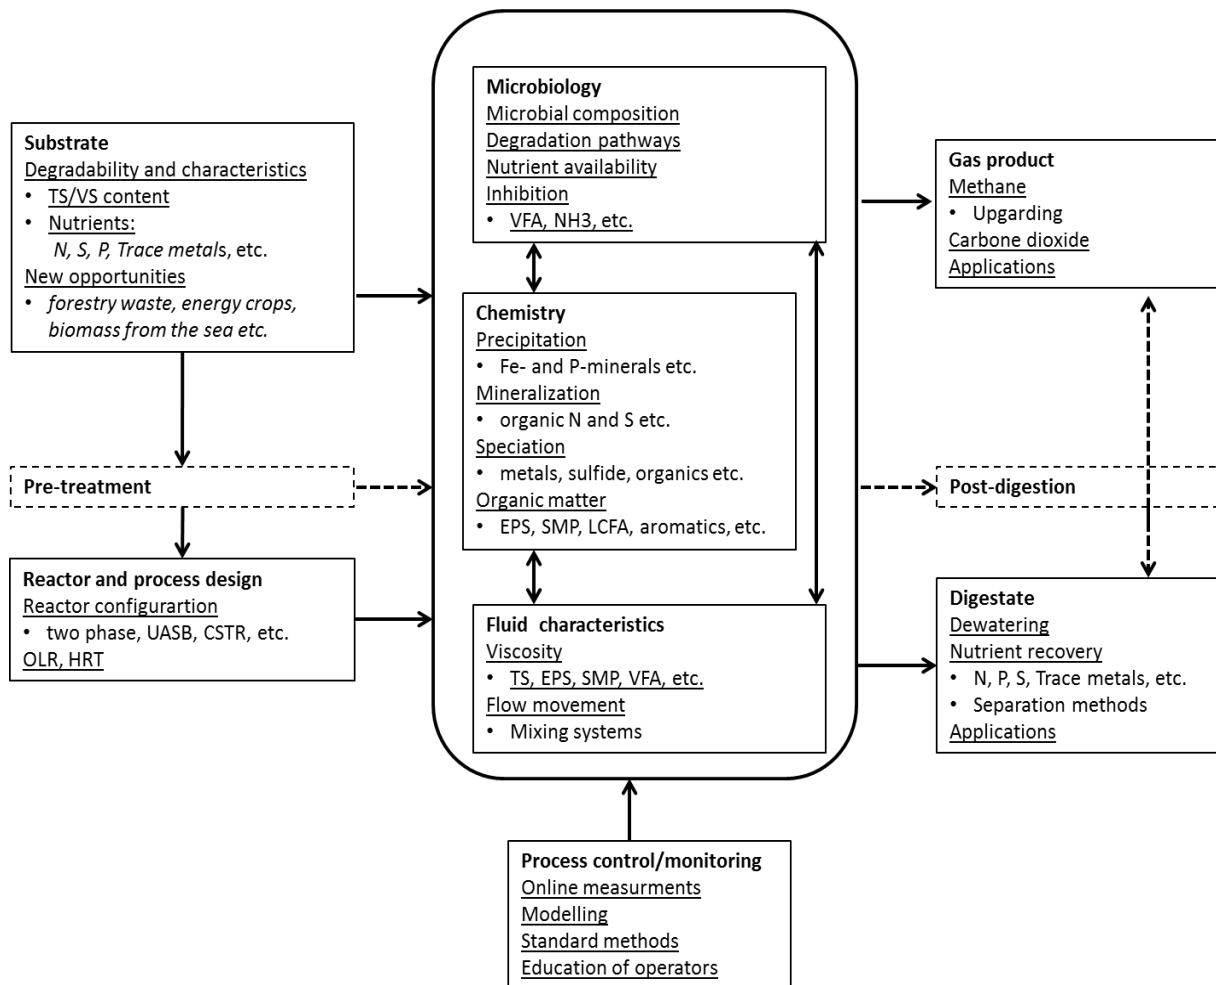 Substrate
Degradability and characteristics
• TS/VS content
• Nutrients:
N, S, P, Trace metals, etc.
New opportunities
• forestry waste, energy crops,
biomass from the sea etc.
Pre-treatment
Reactor and process design
Reactor configurartion
• two phase, UASB, CSTR, etc.
OLR, HRT
Microbiology
Microbial composition
Degradation pathways
Nutrient availability
Inhibition
• VFA, NH3, etc.
Chemistry
Precipitation
• Fe- and P-minerals etc.
Mineralization
• organic N and S etc.
Speciation
• metals, sulfide, organics etc.
Organic matter
• EPS, SMP, LCFA, aromatics, etc.
Fluid characteristics
Viscosity
• TS, EPS, SMP, VFA, etc.
Flow movement
• Mixing systems
Process control/monitoring
Online measurments
Modelling
Standard methods
Education of operators
Gas product
Methane
• Upgarding
Carbone dioxide
Applications
Post-digestion
Digestate
Dewatering
Nutrient recovery
• N, P, S, Trace metals, etc.
• Separation methods
Applications